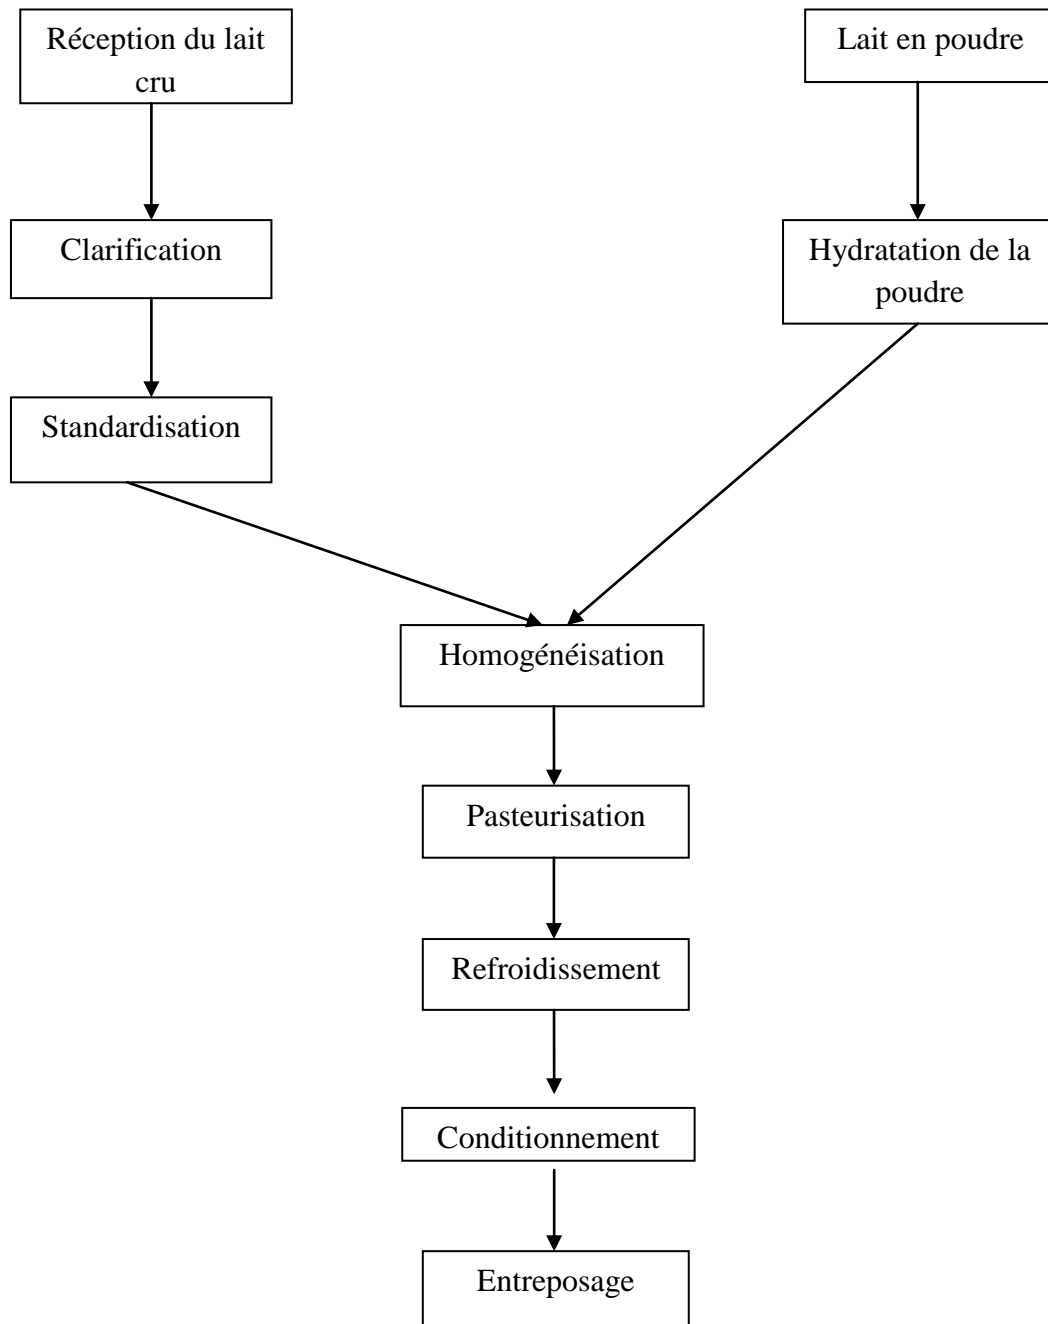 Réception du lait
cru
Lait en poudre
Clarification
Hydratation de la
poudre
Standardisation
Homogénéisation
Pasteurisation
Refroidissement
Conditionnement
Entreposage